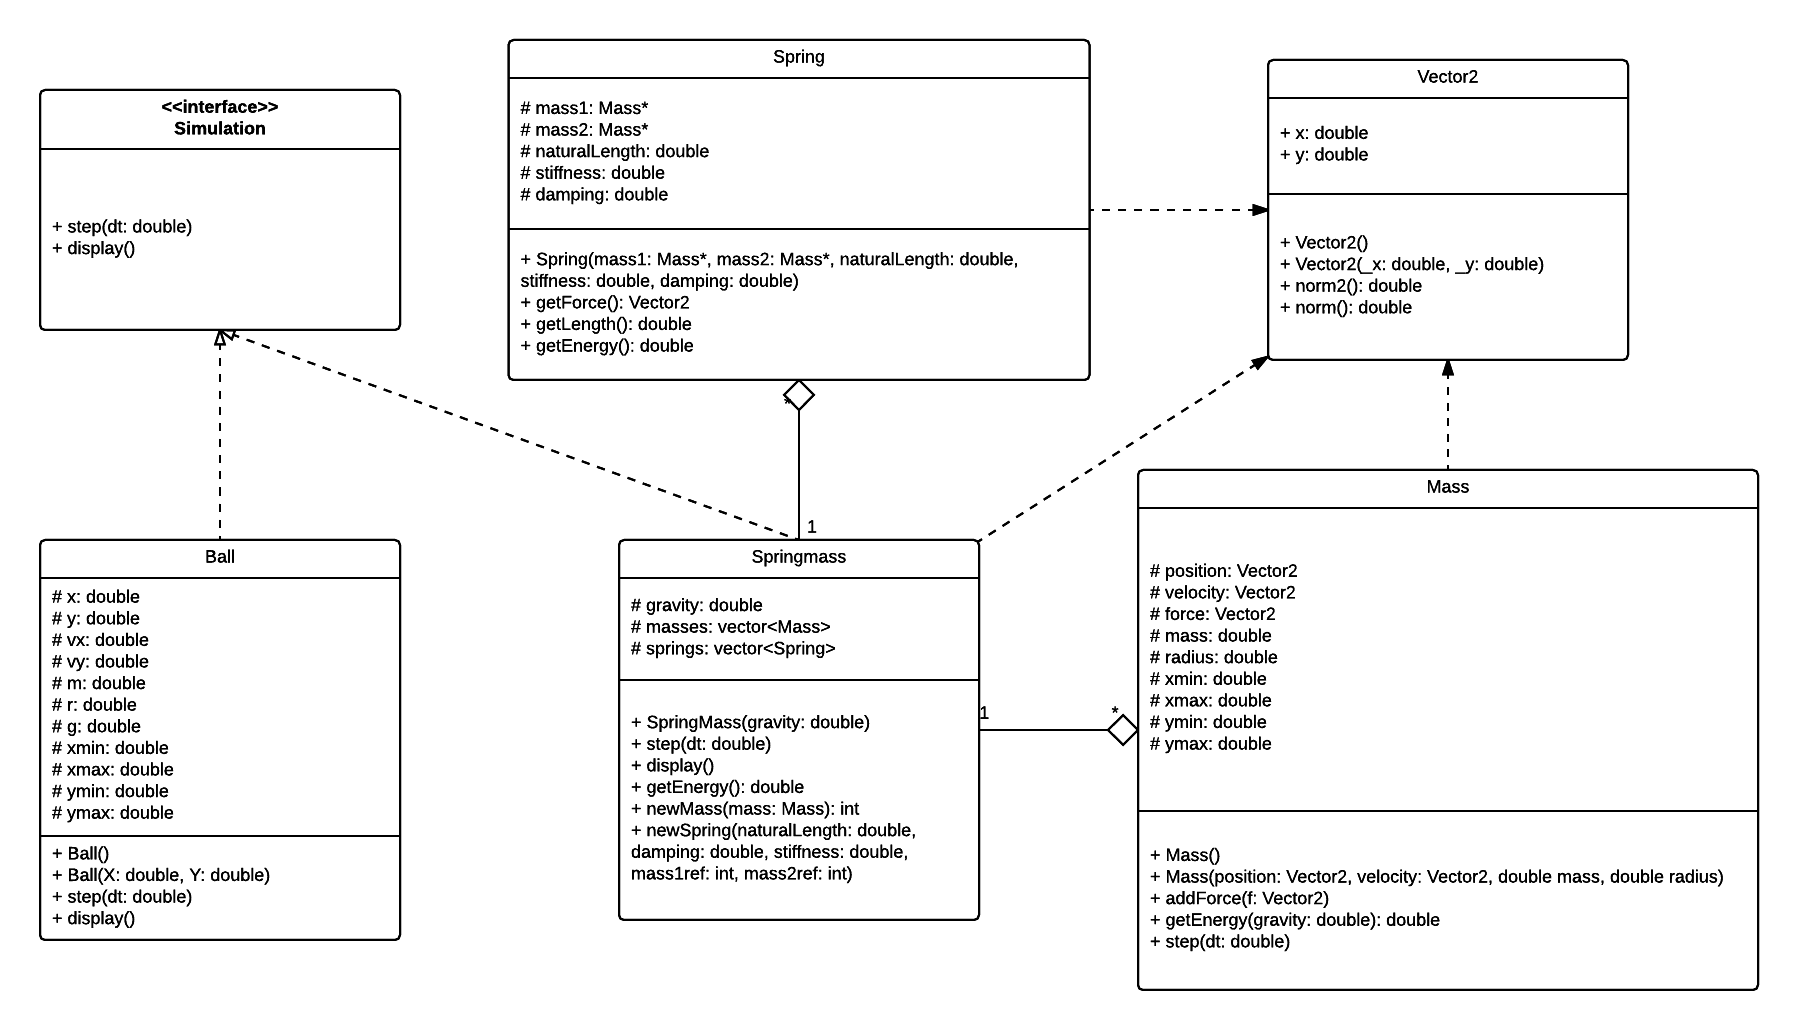 <<interface>>
Simulation
+ step(dt: double)
+ display()
Spring
# mass1: Mass*
# mass2: Mass*
# naturalLength: double
# stiffness: double
# damping: double
+ Spring(mass1: Mass*, mass2: Mass*, naturalLength: double,
stiffness: double, damping: double)
+ getForce(): Vector2
+ getLength(): double
+ getEnergy(): double
Vector2
+ x: double
+ y: double
+ Vector2()
+ Vector2(_x: double, _y: double)
+ norm2(): double
+ norm(): double
*
1
Ball
# x: double
# y: double
# vx: double
# vy: double
# m: double
# r: double
# g: double
# xmin: double
# xmax: double
# ymin: double
# ymax: double
+ Ball()
+ Ball(X: double, Y: double)
+ step(dt: double)
+ display()
Springmass
# gravity: double
# masses: vector<Mass>
# springs: vector<Spring>
+ SpringMass(gravity: double)
+ step(dt: double)
+ display()
+ getEnergy(): double
+ newMass(mass: Mass): int
+ newSpring(naturalLength: double,
damping: double, stiffness: double,
mass1ref: int, mass2ref: int)
1
*
Mass
# position: Vector2
# velocity: Vector2
# force: Vector2
# mass: double
# radius: double
# xmin: double
# xmax: double
# ymin: double
# ymax: double
+ Mass()
+ Mass(position: Vector2, velocity: Vector2, double mass, double radius)
+ addForce(f: Vector2)
+ getEnergy(gravity: double): double
+ step(dt: double)